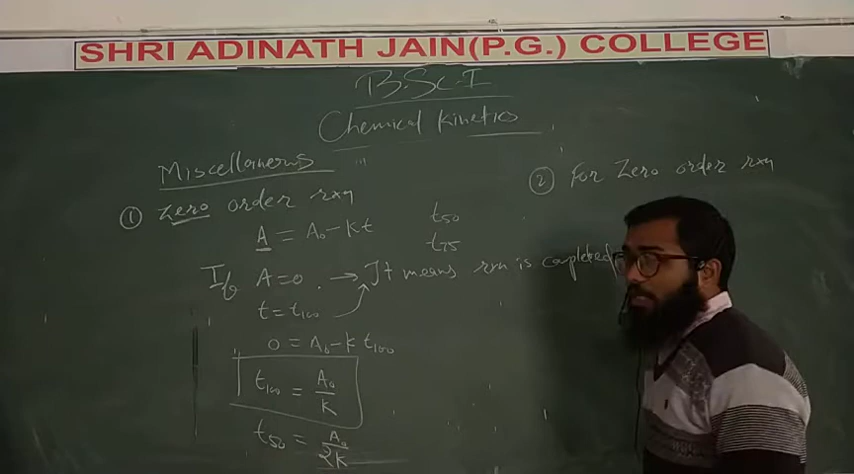 SHRI ADINATH JAIN(P.G.) COLLEGE
B.Sc. I
Chemical Kinetics
Miscellaneous
① Zero order rxn
A = A₀ - Kt
t₅₀
t₇₅
If A=0. → It means rxn is completed
t = t₁₀₀
0 = A₀ - K t₁₀₀
t₁₀₀ = A₀/K
t₅₀ = A₀/2K
② For Zero order rxn